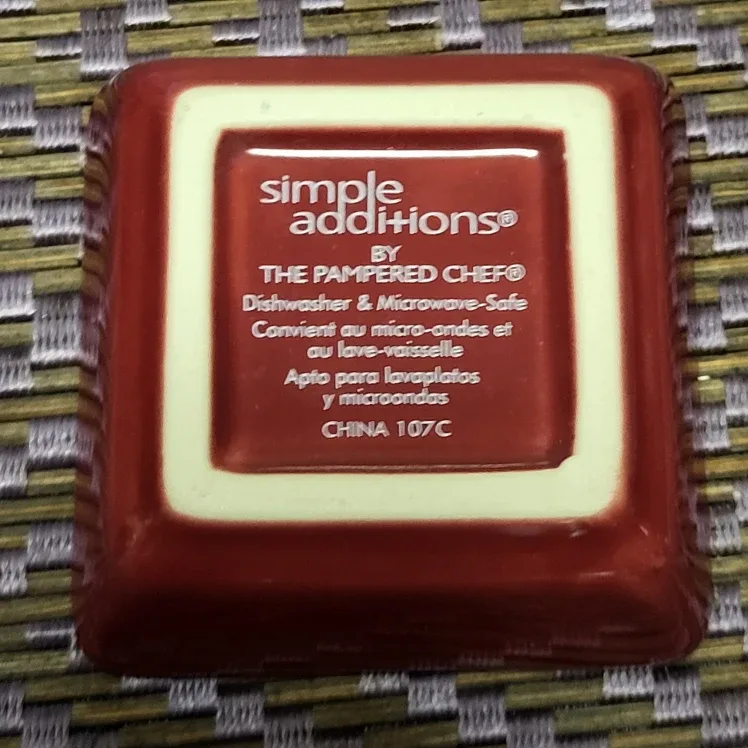 simple
additions®
BY
THE PAMPERED CHEF®
Dishwasher & Microwave-Safe
Convient au micro-ondes et
au lave-vaisselle
Apto para lavaplatos
y microondas
CHINA 107C